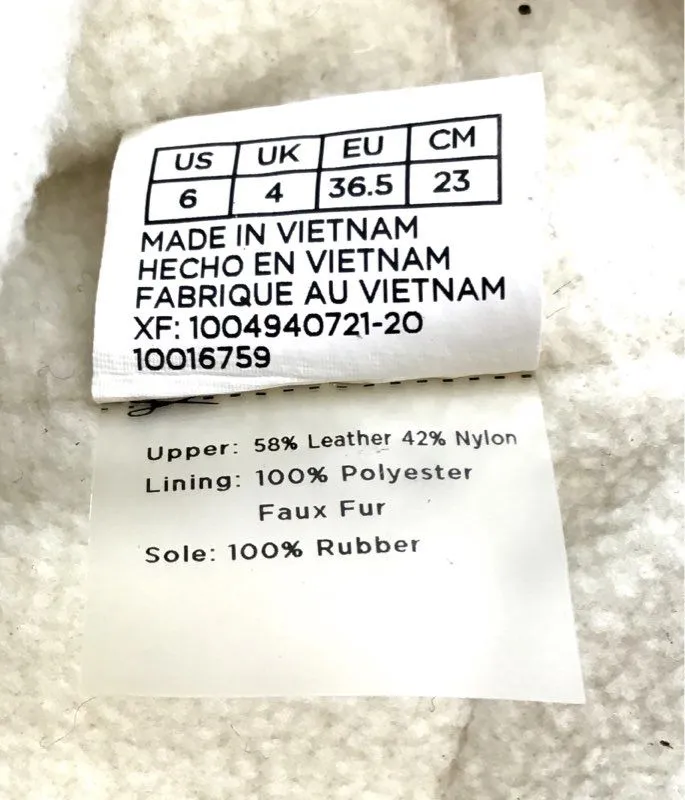 US UK EU CM
6 4 36.5 23
MADE IN VIETNAM
HECHO EN VIETNAM
FABRIQUE AU VIETNAM
XF: 1004940721-20
10016759
Upper: 58% Leather 42% Nylon
Lining: 100% Polyester
Faux Fur
Sole: 100% Rubber